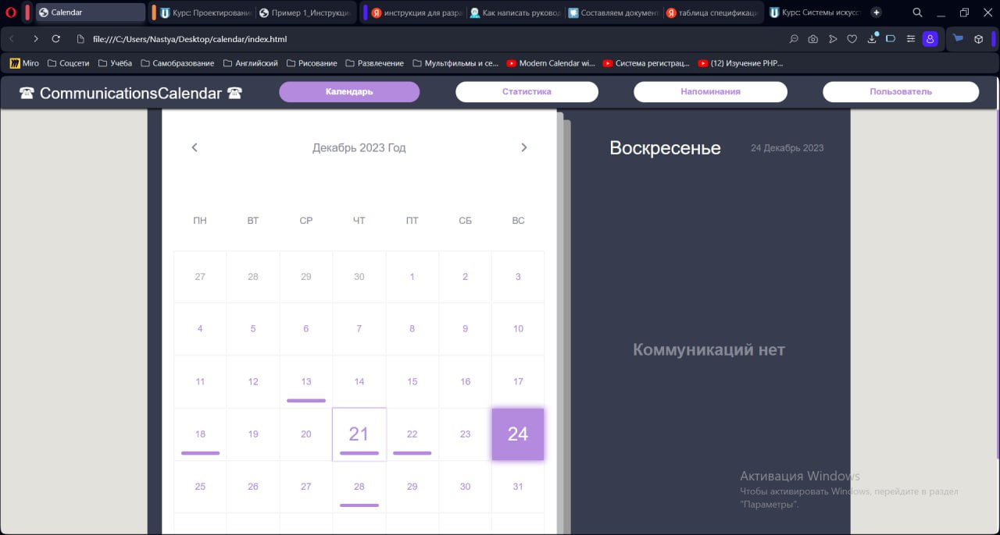 Calendar
Курс: Проектировани
Пример 1_Инструкци
инструкция для разра
Как написать руковод
Составляем документ
таблица спецификаци
Курс: Системы искусс
file:///C:/Users/Nastya/Desktop/calendar/index.html
Miro Соцсети Учёба Самобразование Английский Рисование Развлечение Мультфильмы и се... Modern Calendar wi... Система регистрац... (12) Изучение PHP...
☎ CommunicationsCalendar ☎ Календарь Статистика Напоминания Пользователь
Декабрь 2023 Год
Воскресенье 24 Декабрь 2023
ПН ВТ СР ЧТ ПТ СБ ВС
27 28 29 30 1 2 3
4 5 6 7 8 9 10
Коммуникаций нет
11 12 13 14 15 16 17
18 19 20 21 22 23 24
25 26 27 28 29 30 31
Активация Windows
Чтобы активировать Windows, перейдите в раздел
"Параметры".